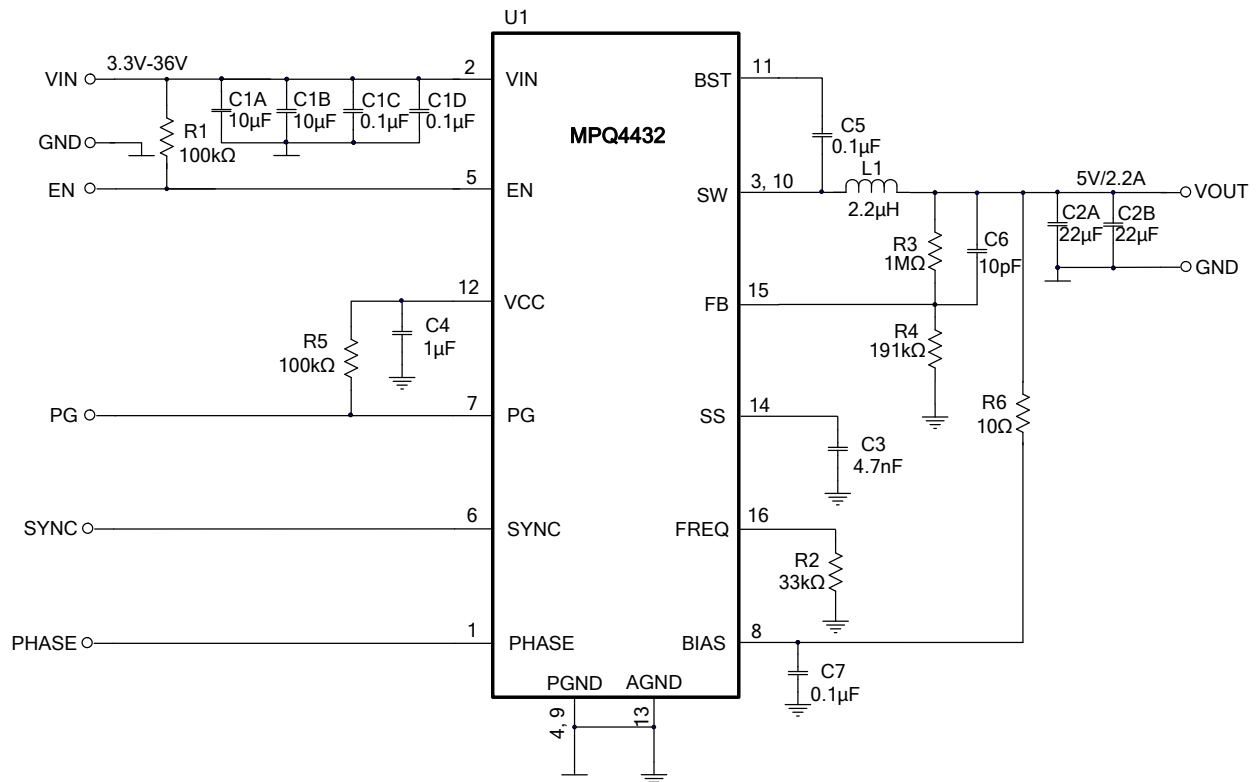 U1
VIN
3.3V-36V
2
VIN
BST
11
C1A
10µF
C1B
10µF
C1C
0.1µF
C1D
0.1µF
R1
100kΩ
GND
MPQ4432
C5
0.1µF
EN
5
EN
SW
3, 10
L1
2.2µH
5V/2.2A
VOUT
C2A
22µF
C2B
22µF
R3
1MΩ
C6
10pF
GND
12
VCC
FB
15
R5
100kΩ
C4
1µF
R4
191kΩ
PG
7
PG
SS
14
R6
10Ω
C3
4.7nF
SYNC
6
SYNC
FREQ
16
R2
33kΩ
PHASE
1
PHASE
BIAS
8
C7
0.1µF
PGND
AGND
4, 9
13